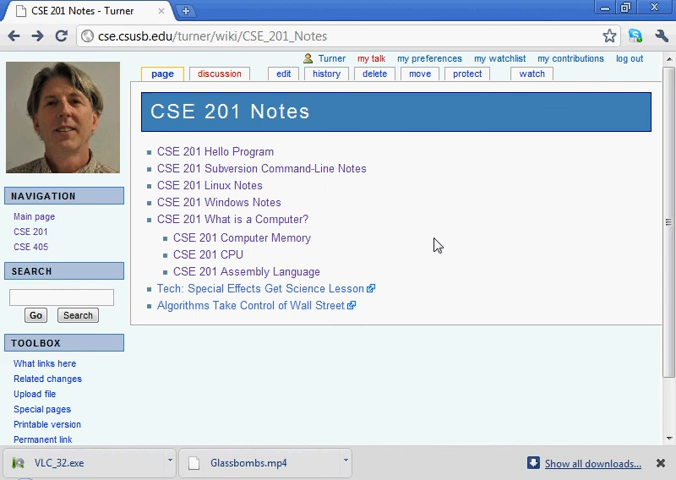 CSE 201 Notes - Turner
cse.csusb.edu/turner/wiki/CSE_201_Notes
Turner my talk my preferences my watchlist my contributions log out
page discussion edit history delete move protect watch
CSE 201 Notes
CSE 201 Hello Program
CSE 201 Subversion Command-Line Notes
CSE 201 Linux Notes
CSE 201 Windows Notes
CSE 201 What is a Computer?
CSE 201 Computer Memory
CSE 201 CPU
CSE 201 Assembly Language
Tech: Special Effects Get Science Lesson
Algorithms Take Control of Wall Street
NAVIGATION
Main page
CSE 201
CSE 405
SEARCH
Go Search
TOOLBOX
What links here
Related changes
Upload file
Special pages
Printable version
Permanent link
VLC_32.exe Glassbombs.mp4 Show all downloads...